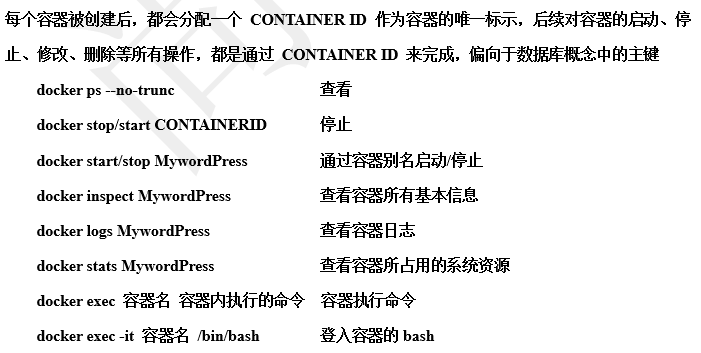 每个容器被创建后，都会分配一个 CONTAINER ID 作为容器的唯一标示，后续对容器的启动、停
止、修改、删除等所有操作，都是通过 CONTAINER ID 来完成，偏向于数据库概念中的主键
docker ps --no-trunc 查看
docker stop/start CONTAINERID 停止
docker start/stop MywordPress 通过容器别名启动/停止
docker inspect MywordPress 查看容器所有基本信息
docker logs MywordPress 查看容器日志
docker stats MywordPress 查看容器所占用的系统资源
docker exec 容器名 容器内执行的命令 容器执行命令
docker exec -it 容器名 /bin/bash 登入容器的 bash